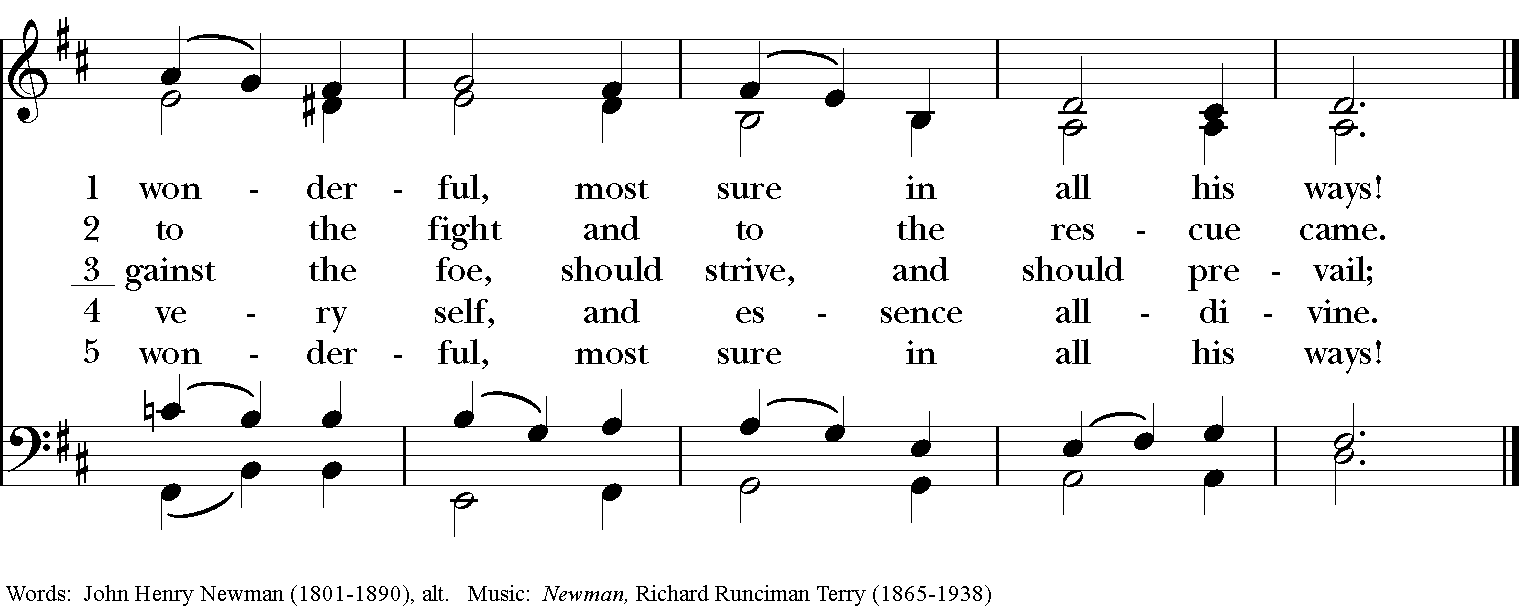 1 won - der - ful, most sure in all his ways!
2 to the fight and to the res - cue came.
3 gainst the foe, should strive, and should pre - vail;
4 ve - ry self, and es - sence all - di - vine.
5 won - der - ful, most sure in all his ways!
Words: John Henry Newman (1801-1890), alt. Music: Newman, Richard Runciman Terry (1865-1938)